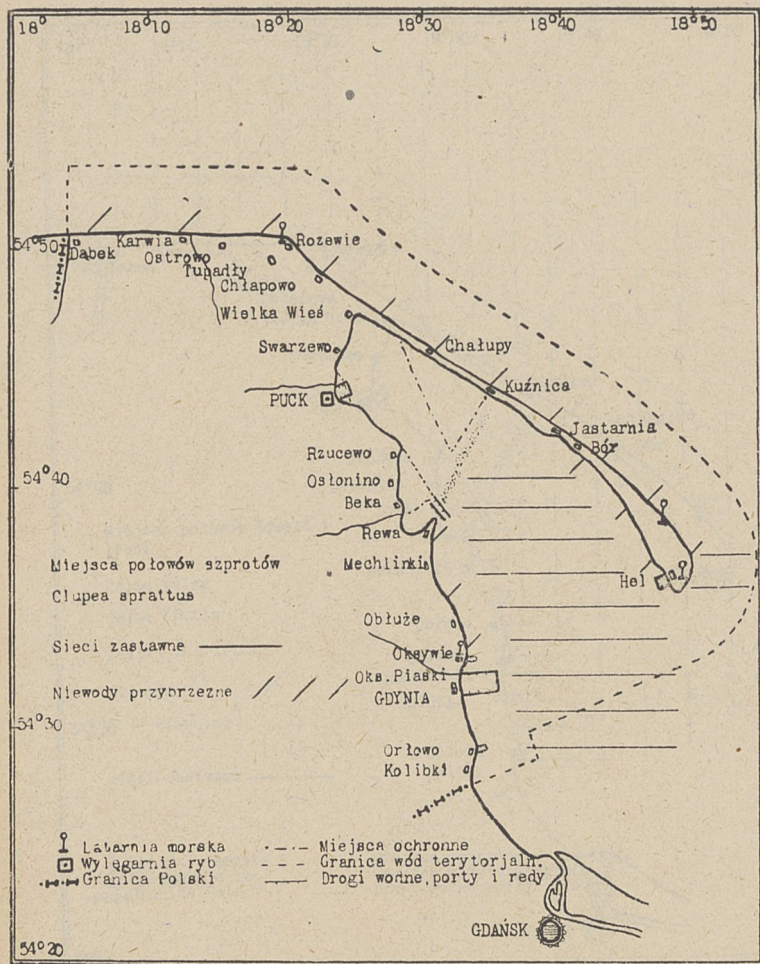 18° 18°10 18°20 18°30 18°40 18°50
54°50
Dąbek
Karwia
Ostrowo
Tupadły
Chłapowo
Rozewie
Wielka Wieś
Swarzewo
Chałupy
PUCK
Kuźnica
Jastarnia
Bór
Rzucewo
54°40
Osłonino
Beka
Rewa
Mechlinki
Hel
Miejsca połowów szprotów
Clupea sprattus
Obłuże
Sieci zastawne
Oksywie
Oks. Piaski
Niewody przybrzeżne
GDYNIA
54°30
Orłowo
Kolibki
Latarnia morska
Wylęgarnia ryb
Granica Polski
Miejsca ochronne
Granica wód terytorjaln.
Drogi wodne, porty i redy
GDAŃSK
54°20